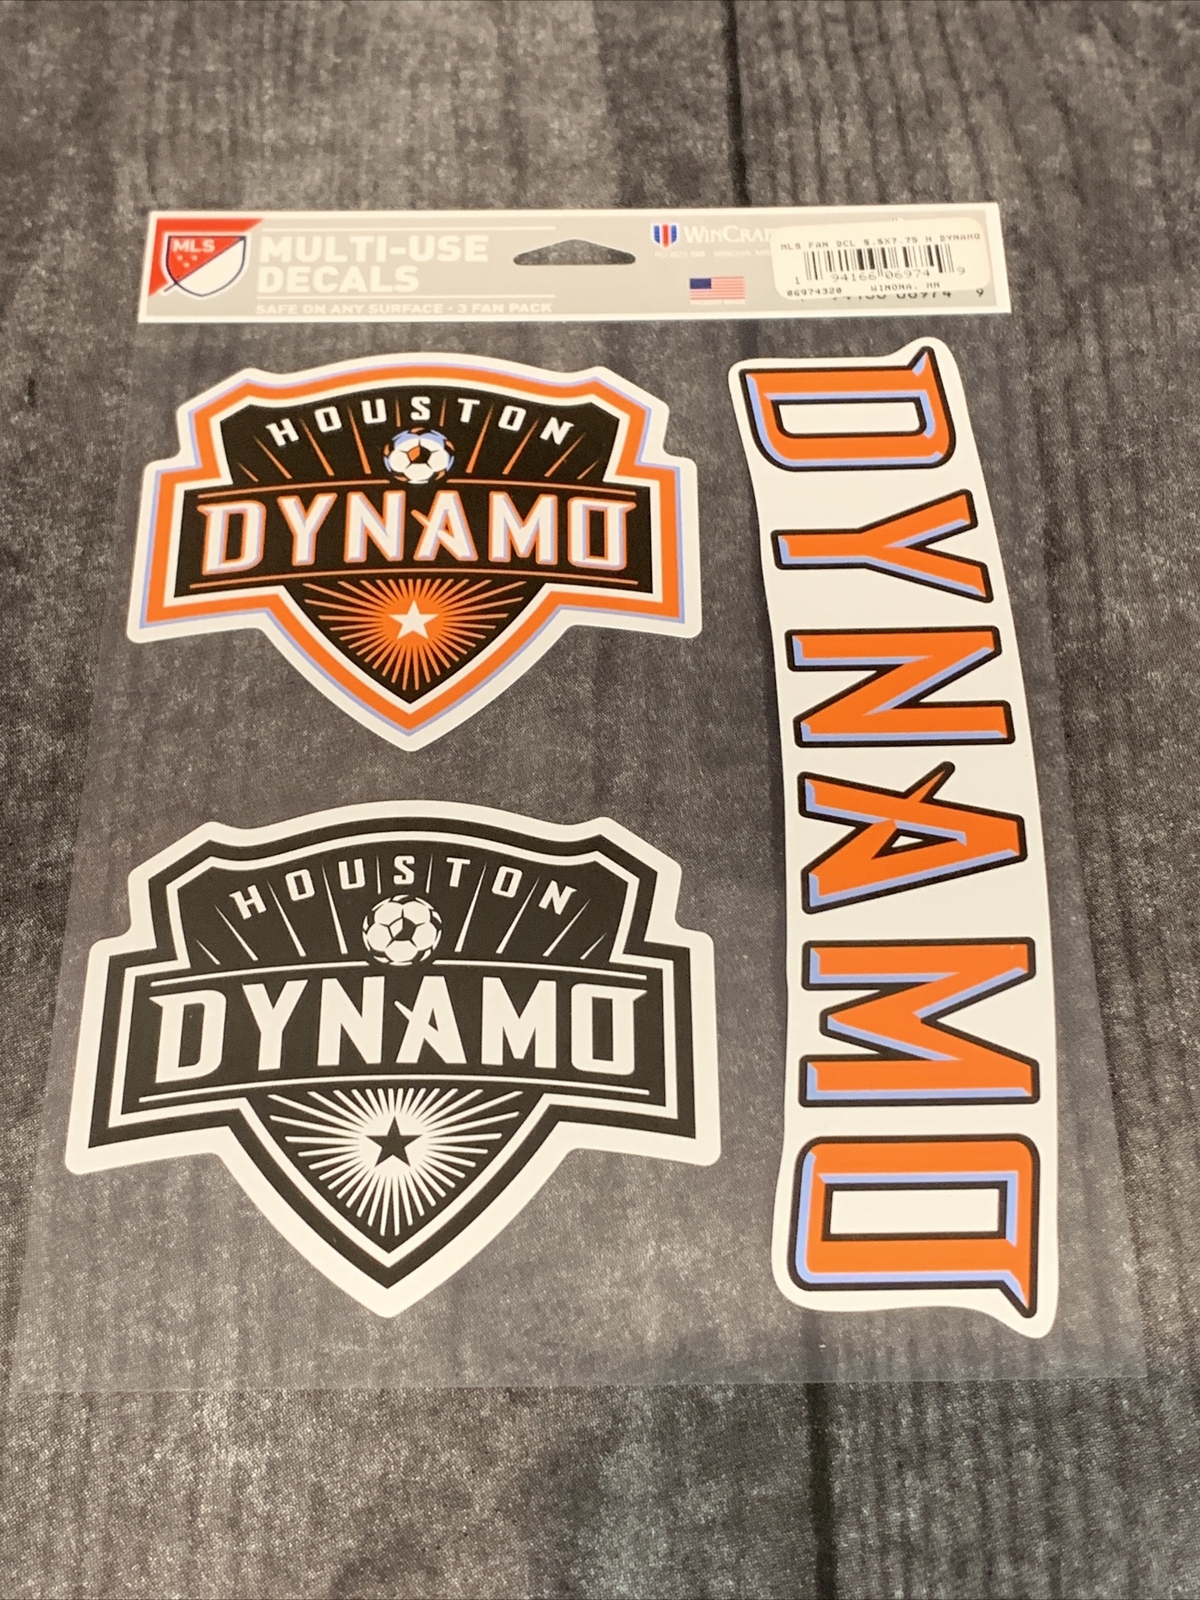 MLS
MULTI-USE
DECALS
SAFE ON ANY SURFACE • 3 FAN PACK
MLS FAN DCL 5.5X7.75 H DYNAMO
1 94166 06974 9
06974320 WINONA, MN
HOUSTON
DYNAMO
HOUSTON
DYNAMO
DYNAMO